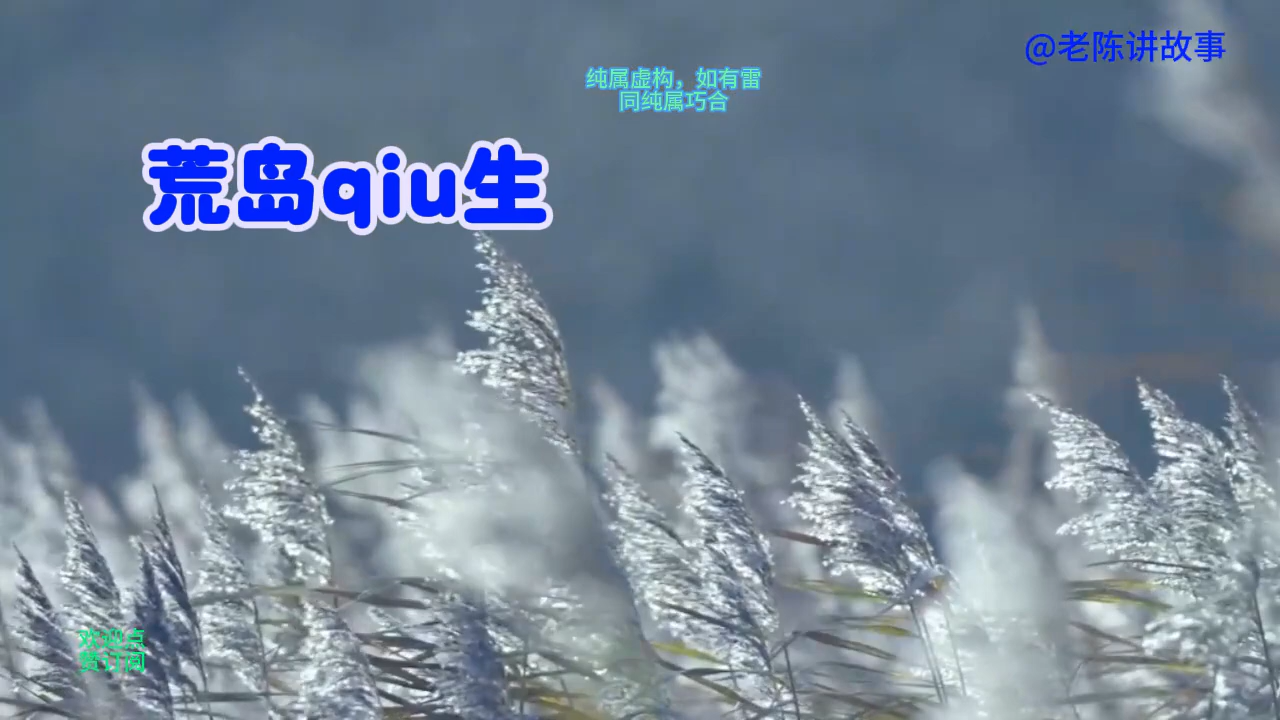 @老陈讲故事
纯属虚构，如有雷
同纯属巧合
荒岛qiu生
欢迎点
赞订阅